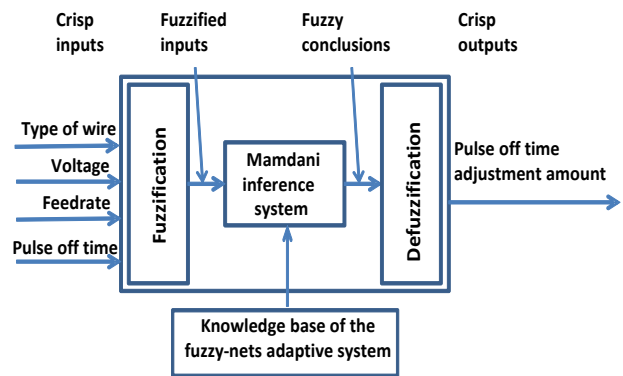 Crisp
inputs
Fuzzified
inputs
Fuzzy
conclusions
Crisp
outputs
Type of wire
Voltage
Feedrate
Pulse off time
Fuzzification
Mamdani
inference
system
Defuzzification
Pulse off time
adjustment amount
Knowledge base of the
fuzzy-nets adaptive system